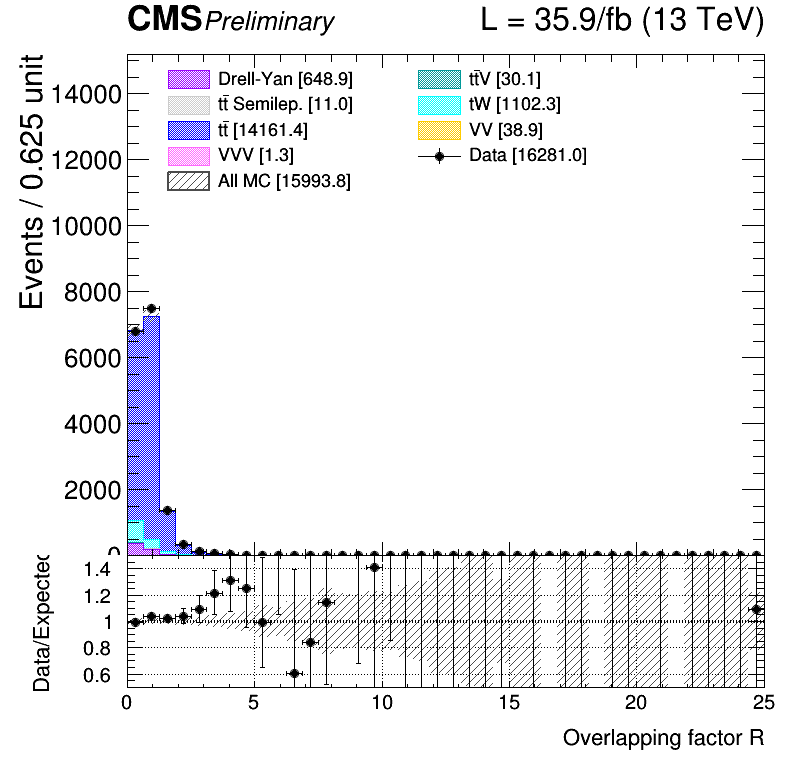 CMS Preliminary L = 35.9/fb (13 TeV)
Events / 0.625 unit
14000
12000
10000
8000
6000
4000
2000
0
Drell-Yan [648.9]
tt̄ Semilep. [11.0]
tt̄ [14161.4]
VVV [1.3]
All MC [15993.8]
tt̄V [30.1]
tW [1102.3]
VV [38.9]
Data [16281.0]
Data/Expected
1.4
1.2
1
0.8
0.6
0 5 10 15 20 25
Overlapping factor R